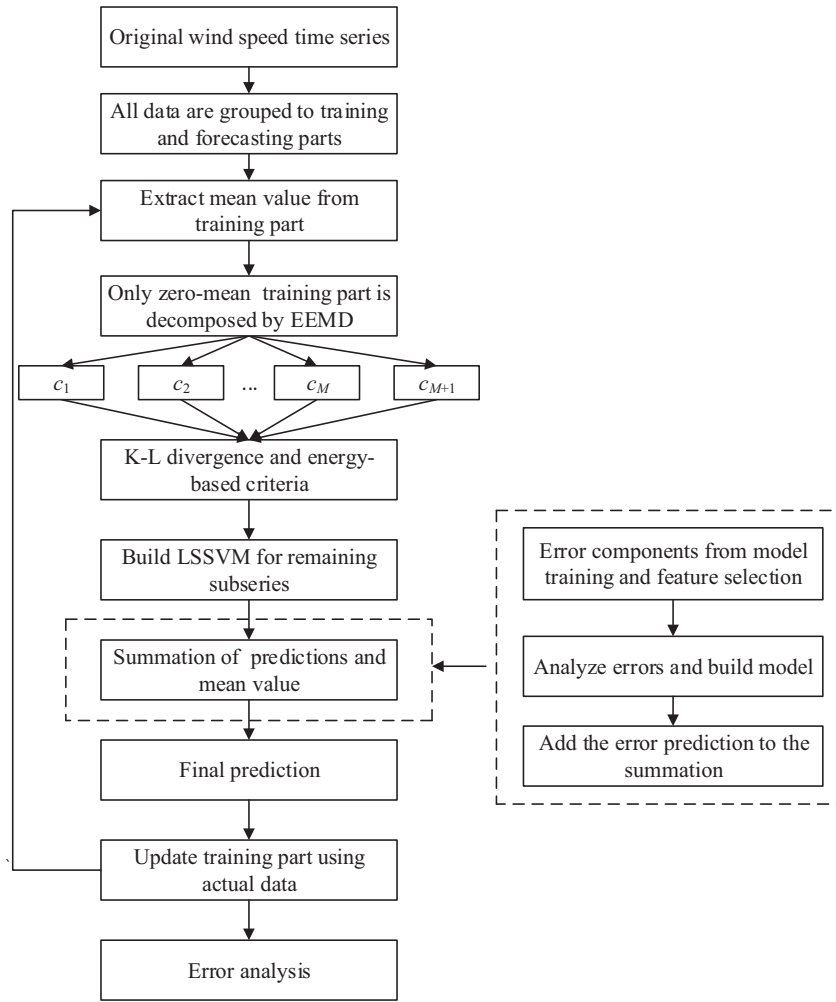 Original wind speed time series
All data are grouped to training
and forecasting parts
Extract mean value from
training part
Only zero-mean training part is
decomposed by EEMD
c1 c2 ... cM cM+1
K-L divergence and energy-
based criteria
Build LSSVM for remaining
subseries
Summation of predictions and
mean value
Final prediction
Update training part using
actual data
Error analysis
Error components from model
training and feature selection
Analyze errors and build model
Add the error prediction to the
summation